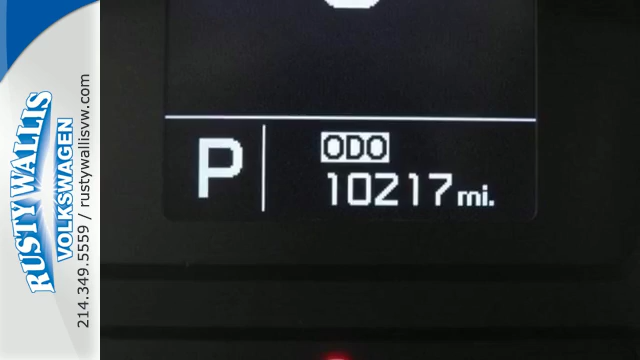 RUSTY WALLIS
VOLKSWAGEN
214.349.5559 / rustywallisvw.com
P
ODO
10217 mi.